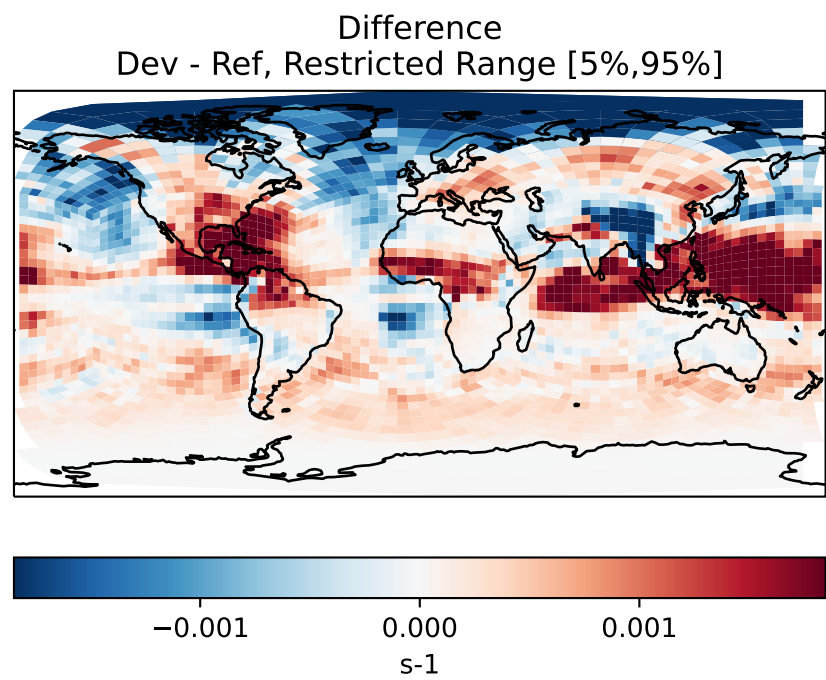 Difference
Dev - Ref, Restricted Range [5%,95%]
−0.001 0.000 0.001
s-1